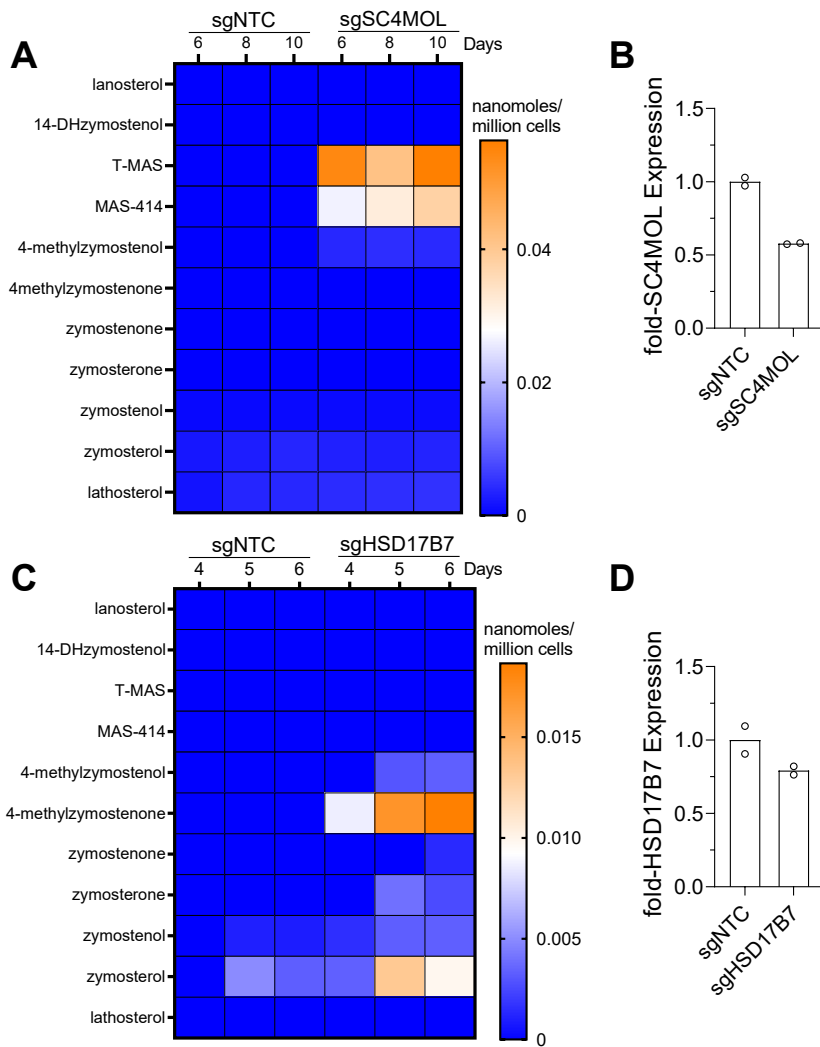 A
sgNTC sgSC4MOL
6 8 10 6 8 10 Days
lanosterol
14-DHzymostenol
T-MAS
MAS-414
4-methylzymostenol
4methylzymostenone
zymostenone
zymosterone
zymostenol
zymosterol
lathosterol
nanomoles/
million cells
0.04
0.02
0
B
fold-SC4MOL Expression
1.5
1.0
0.5
0.0
sgNTC
sgSC4MOL
C
sgNTC sgHSD17B7
4 5 6 4 5 6 Days
lanosterol
14-DHzymostenol
T-MAS
MAS-414
4-methylzymostenol
4-methylzymostenone
zymostenone
zymosterone
zymostenol
zymosterol
lathosterol
nanomoles/
million cells
0.015
0.010
0.005
0
D
fold-HSD17B7 Expression
1.5
1.0
0.5
0.0
sgNTC
sgHSD17B7